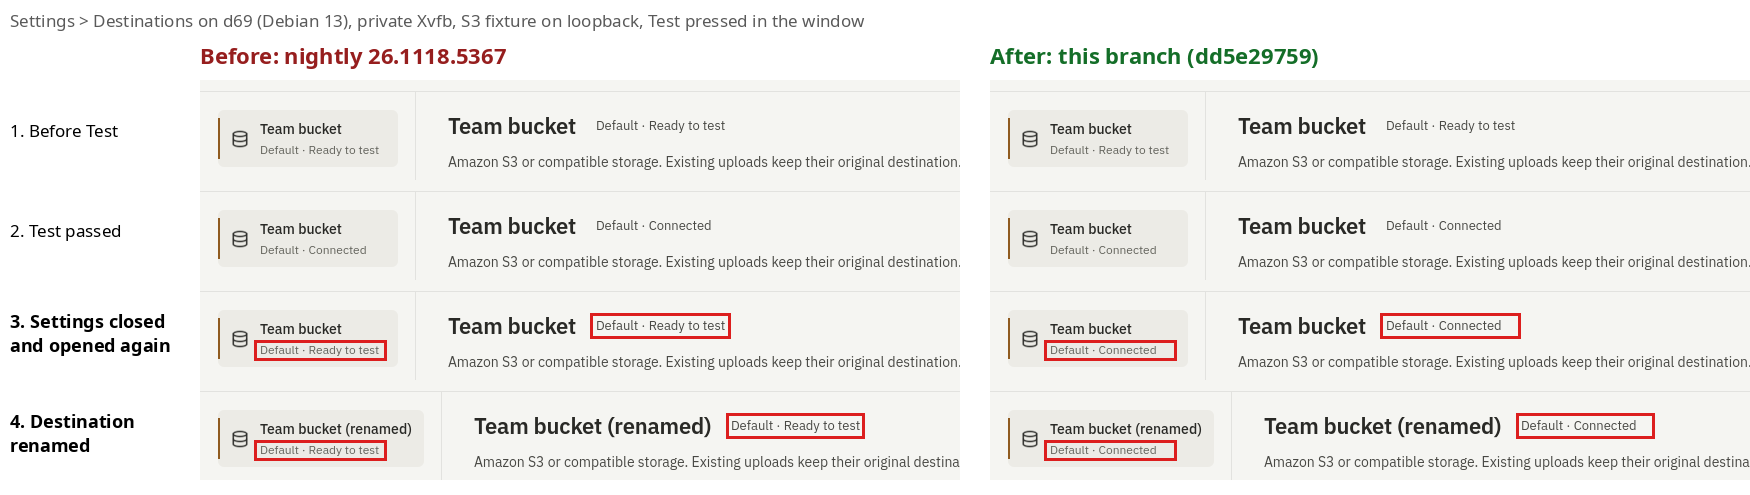 Settings > Destinations on d69 (Debian 13), private Xvfb, S3 fixture on loopback, Test pressed in the window
Before: nightly 26.1118.5367
After: this branch (dd5e29759)
1. Before Test
Team bucket
Default · Ready to test
Team bucket Default · Ready to test
Amazon S3 or compatible storage. Existing uploads keep their original destination.
Team bucket
Default · Ready to test
Team bucket Default · Ready to test
Amazon S3 or compatible storage. Existing uploads keep their original destination.
2. Test passed
Team bucket
Default · Connected
Team bucket Default · Connected
Amazon S3 or compatible storage. Existing uploads keep their original destination.
Team bucket
Default · Connected
Team bucket Default · Connected
Amazon S3 or compatible storage. Existing uploads keep their original destination.
3. Settings closed
and opened again
Team bucket
Default · Ready to test
Team bucket Default · Ready to test
Amazon S3 or compatible storage. Existing uploads keep their original destination.
Team bucket
Default · Connected
Team bucket Default · Connected
Amazon S3 or compatible storage. Existing uploads keep their original destination.
4. Destination
renamed
Team bucket (renamed)
Default · Ready to test
Team bucket (renamed) Default · Ready to test
Amazon S3 or compatible storage. Existing uploads keep their original destina
Team bucket (renamed)
Default · Connected
Team bucket (renamed) Default · Connected
Amazon S3 or compatible storage. Existing uploads keep their original destina